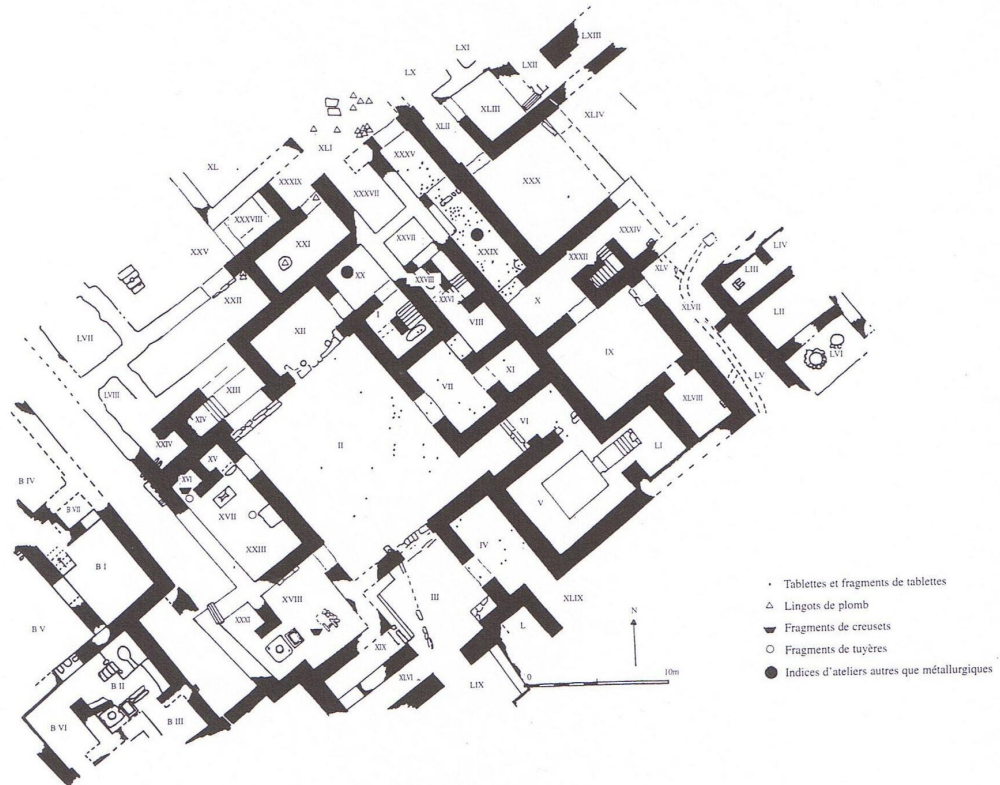 LXIII
LXI
LX
LXII
XLIII
XLII
XLIV
XLI
XXXV
XL
XXXIX
XXXVII
XXX
XXXVIII
XXVII
XXXIV
XXV
XXI
XXIX
XXXII
XLV
LIV
XX
XXVIII
LIII
XXII
XXVI
X
XLVII
LII
I
VIII
XII
IX
LVII
LVI
XI
VII
LV
LVIII
XIII
XLVIII
XIV
VI
II
XXIV
LI
XV
V
B IV
XVI
B VII
XVII
IV
XXIII
B I
XVIII
III
XLIX
XXXI
L
B V
XIX
XLVI
LIX
B II
B VI
B III
N
0 10m
Tablettes et fragments de tablettes
Lingots de plomb
Fragments de creusets
Fragments de tuyères
Indices d'ateliers autres que métallurgiques